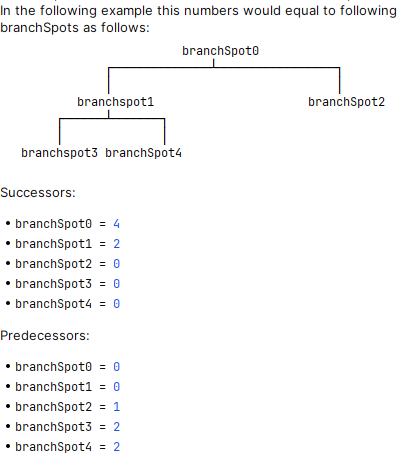 In the following example this numbers would equal to following
branchSpots as follows:
branchSpot0
branchspot1 branchSpot2
branchspot3 branchSpot4
Successors:
• branchSpot0 = 4
• branchSpot1 = 2
• branchSpot2 = 0
• branchSpot3 = 0
• branchSpot4 = 0
Predecessors:
• branchSpot0 = 0
• branchSpot1 = 0
• branchSpot2 = 1
• branchSpot3 = 2
• branchSpot4 = 2